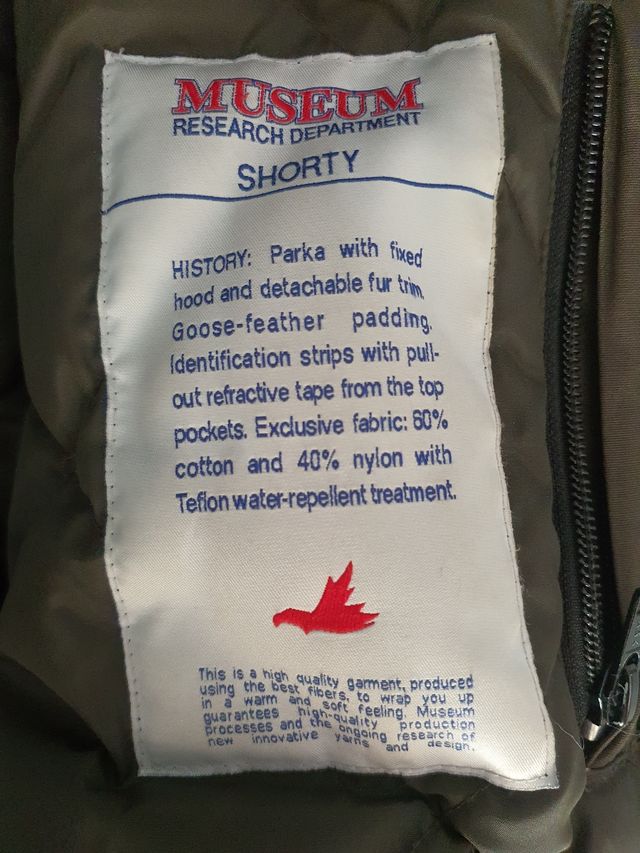 MUSEUM
RESEARCH DEPARTMENT
SHORTY
HISTORY: Parka with fixed
hood and detachable fur trim.
Goose-feather padding.
Identification strips with pull-
out refractive tape from the top
pockets. Exclusive fabric: 60%
cotton and 40% nylon with
Teflon water-repellent treatment.
This is a high quality garment, produced
using the best fibers, to wrap you up
in a warm and soft feeling. Museum
guarantees high-quality production
processes and the ongoing research of
new innovative yarns and design.